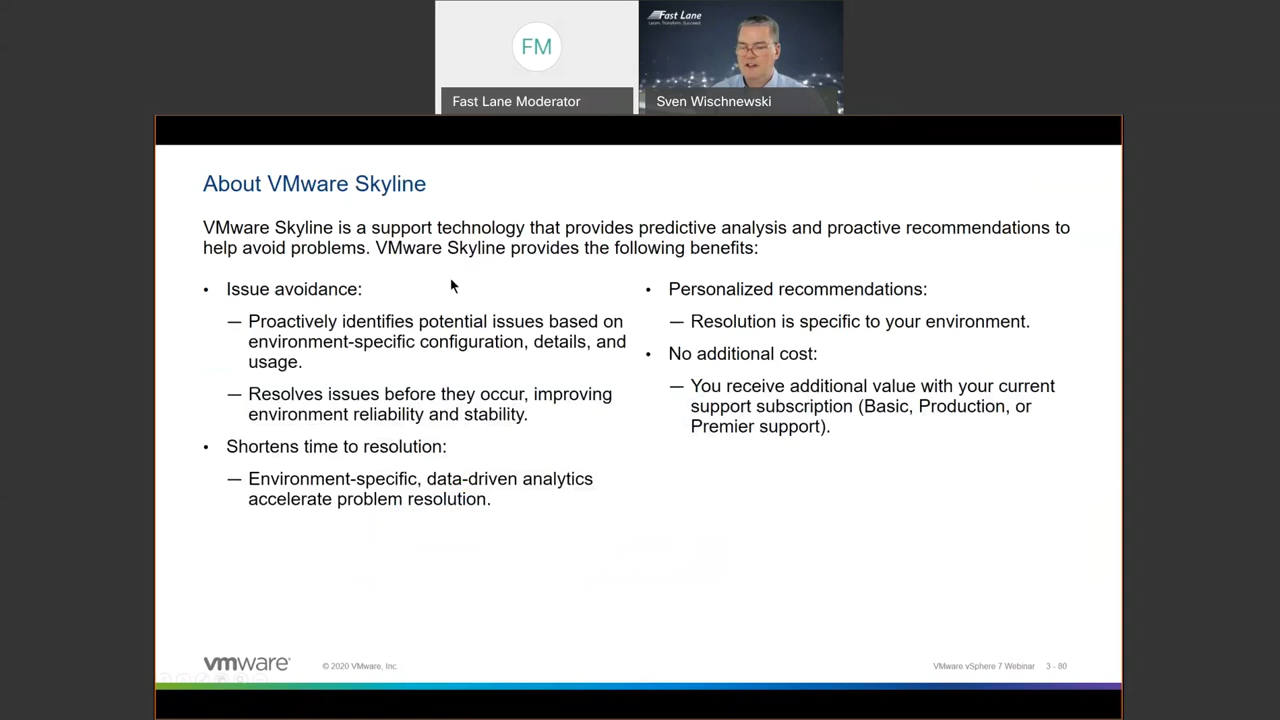 Fast Lane
Learn. Transform. Succeed.
FM
Fast Lane Moderator
Sven Wischnewski
About VMware Skyline
VMware Skyline is a support technology that provides predictive analysis and proactive recommendations to
help avoid problems. VMware Skyline provides the following benefits:
• Issue avoidance:
— Proactively identifies potential issues based on
environment-specific configuration, details, and
usage.
— Resolves issues before they occur, improving
environment reliability and stability.
• Shortens time to resolution:
— Environment-specific, data-driven analytics
accelerate problem resolution.
• Personalized recommendations:
— Resolution is specific to your environment.
• No additional cost:
— You receive additional value with your current
support subscription (Basic, Production, or
Premier support).
vmware®
© 2020 VMware, Inc.
VMware vSphere 7 Webinar 3 - 80